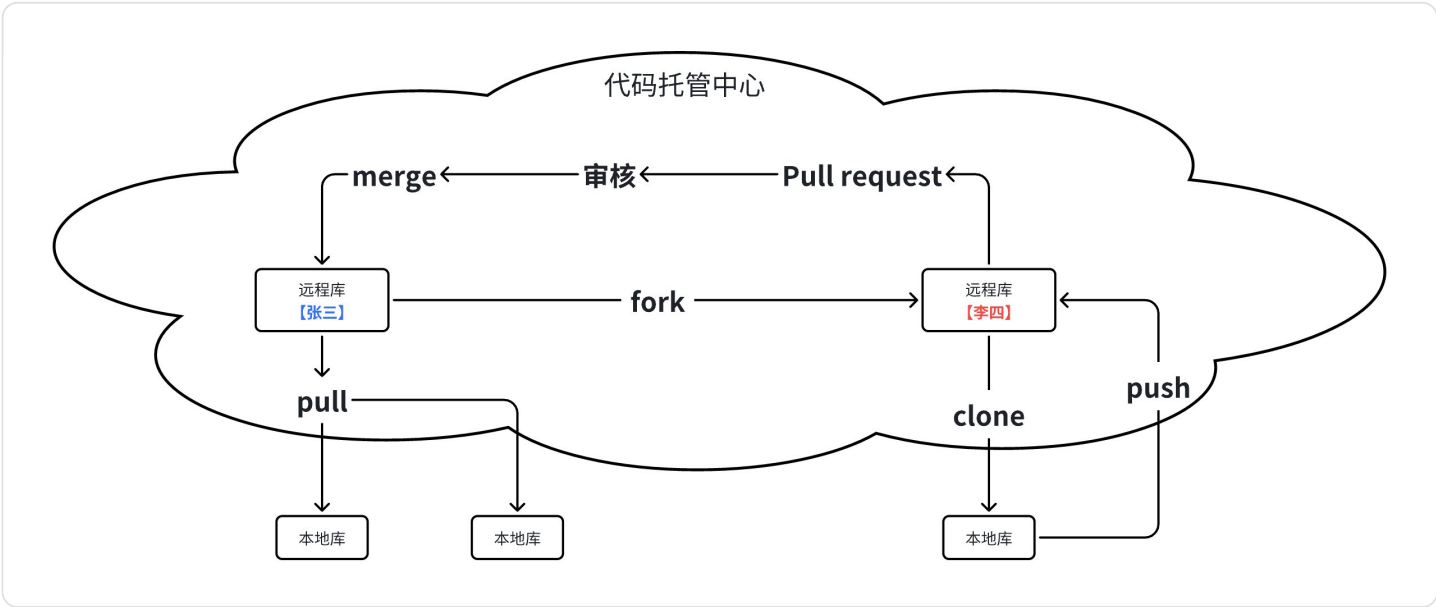 代码托管中心
merge
审核
Pull request
远程库
【张三】
fork
远程库
【李四】
pull
clone
push
本地库
本地库
本地库